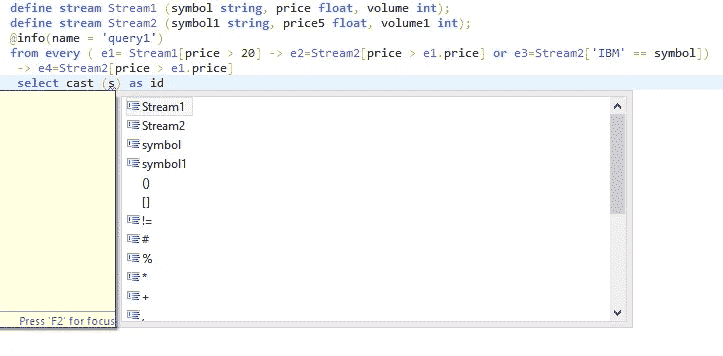 define stream Stream1 (symbol string, price float, volume int);
define stream Stream2 (symbol1 string, price5 float, volume1 int);
@info(name = 'query1')
from every ( e1= Stream1[price > 20] -> e2=Stream2[price > e1.price] or e3=Stream2['IBM' == symbol])
-> e4=Stream2[price > e1.price]
select cast (s) as id
Stream1
Stream2
symbol
symbol1
()
[]
!=
#
%
*
+
,
Press 'F2' for focus